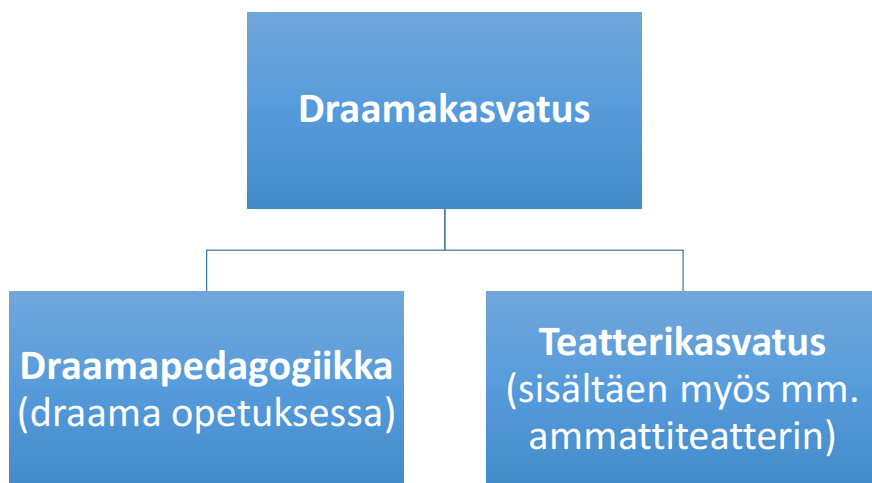 Draamakasvatus
Draamapedagogiikka
(draama opetuksessa)
Teatterikasvatus
(sisältäen myös mm.
ammattiteatterin)